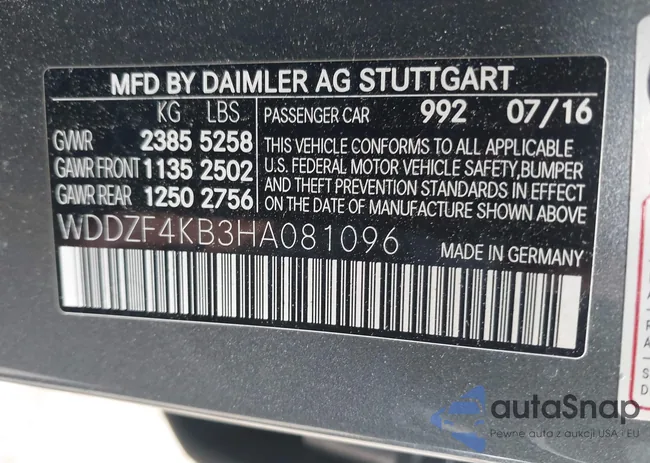 MFD BY DAIMLER AG STUTTGART
KG LBS
GVWR 2385 5258
GAWR FRONT 1135 2502
GAWR REAR 1250 2756
PASSENGER CAR 992 07/16
THIS VEHICLE CONFORMS TO ALL APPLICABLE
U.S. FEDERAL MOTOR VEHICLE SAFETY, BUMPER
AND THEFT PREVENTION STANDARDS IN EFFECT
ON THE DATE OF MANUFACTURE SHOWN ABOVE
WDDZF4KB3HA081096
MADE IN GERMANY
autaSnap
Pewne auta z aukcji USA i EU